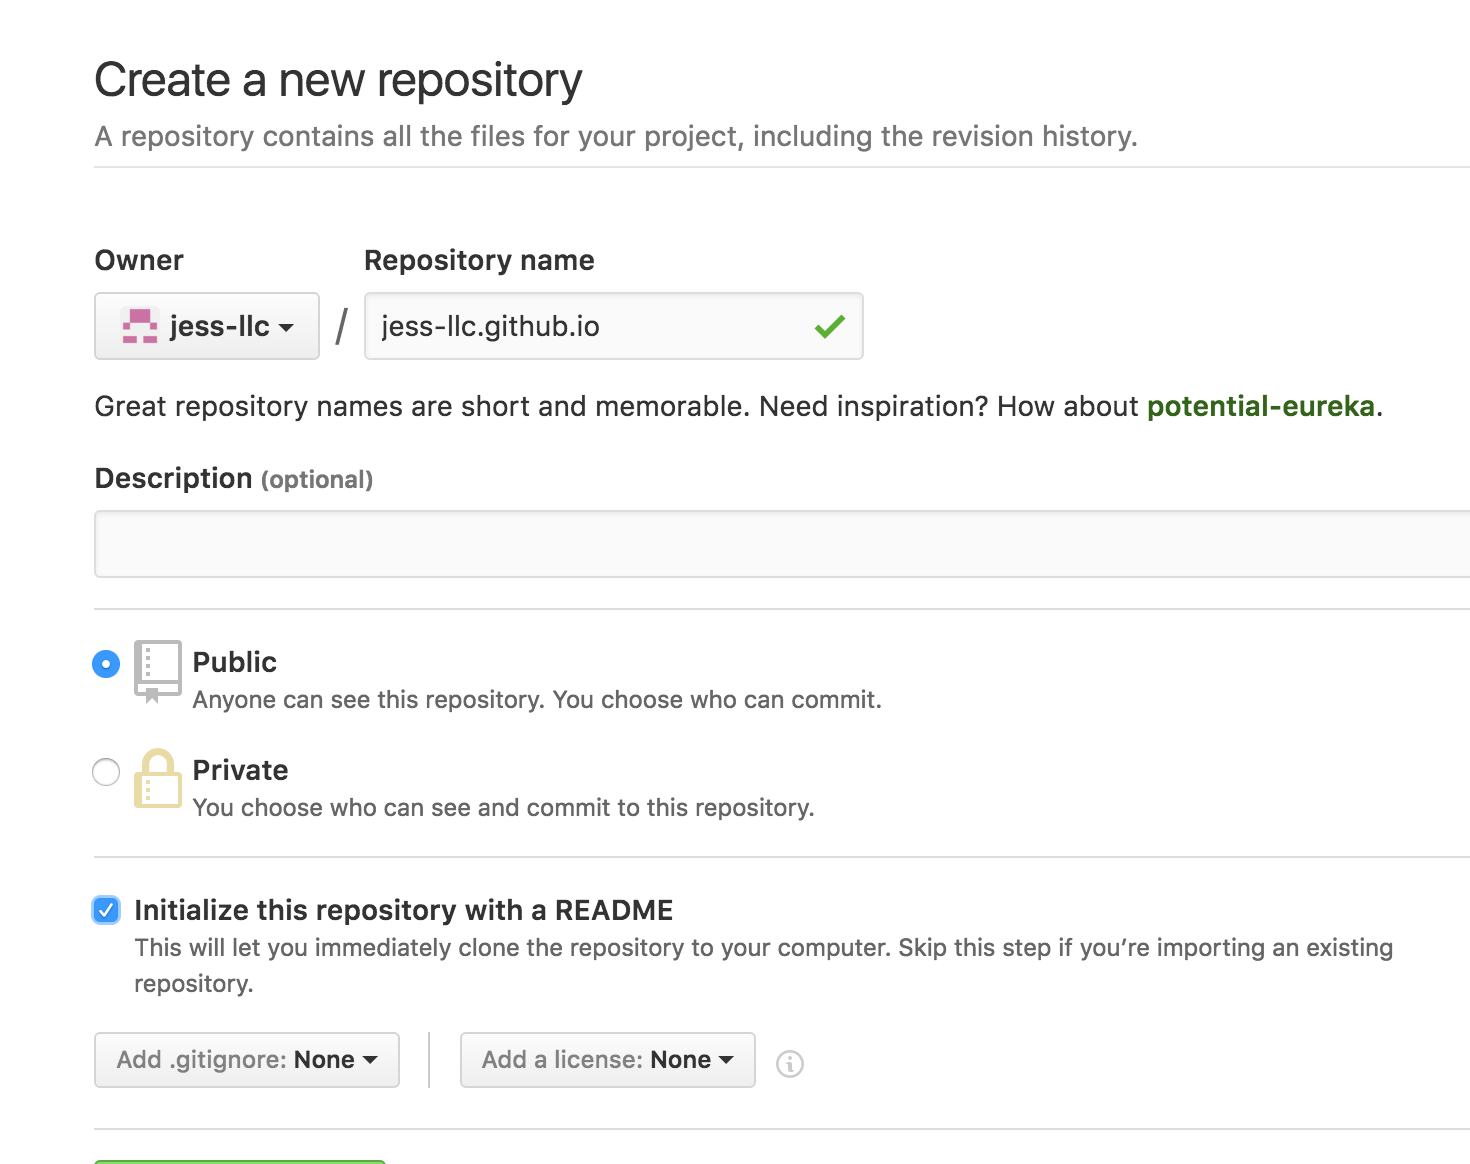 Create a new repository
A repository contains all the files for your project, including the revision history.
Owner
Repository name
jess-llc / jess-llc.github.io
Great repository names are short and memorable. Need inspiration? How about potential-eureka.
Description (optional)
Public
Anyone can see this repository. You choose who can commit.
Private
You choose who can see and commit to this repository.
Initialize this repository with a README
This will let you immediately clone the repository to your computer. Skip this step if you’re importing an existing
repository.
Add .gitignore: None
Add a license: None